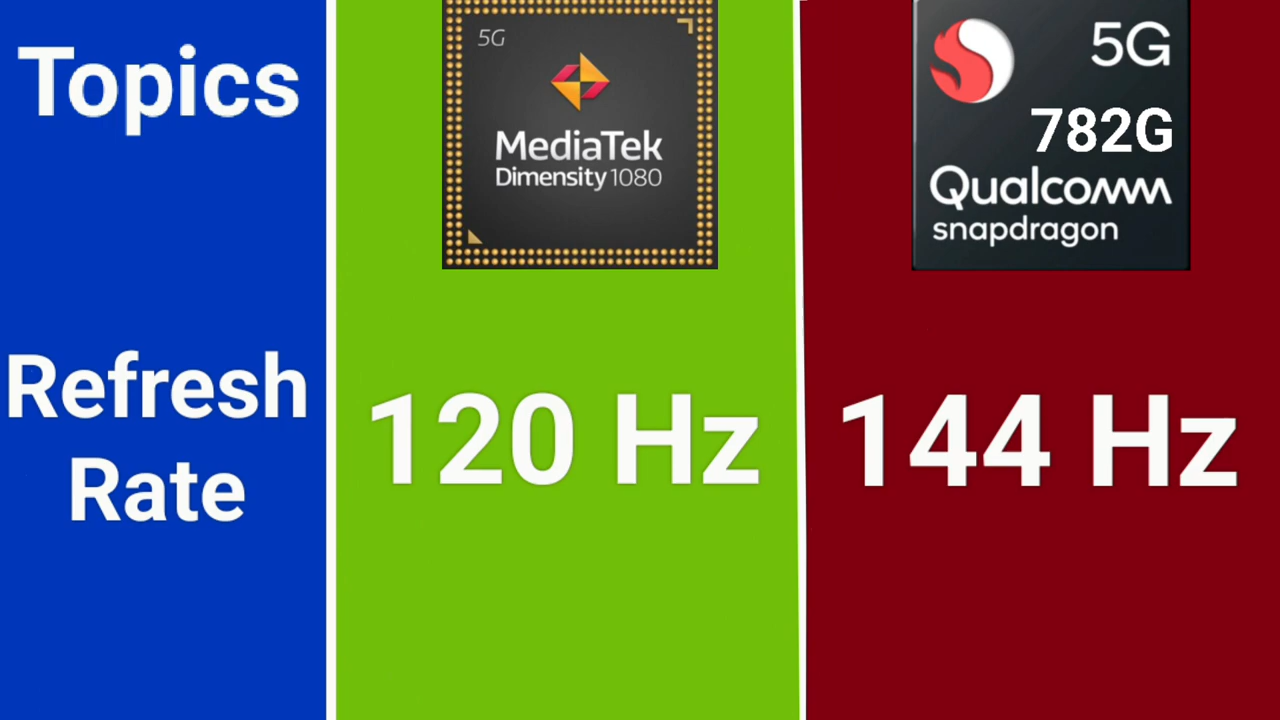 Topics
5G
MediaTek
Dimensity 1080
5G
782G
Qualcomm
snapdragon
Refresh
Rate
120 Hz
144 Hz